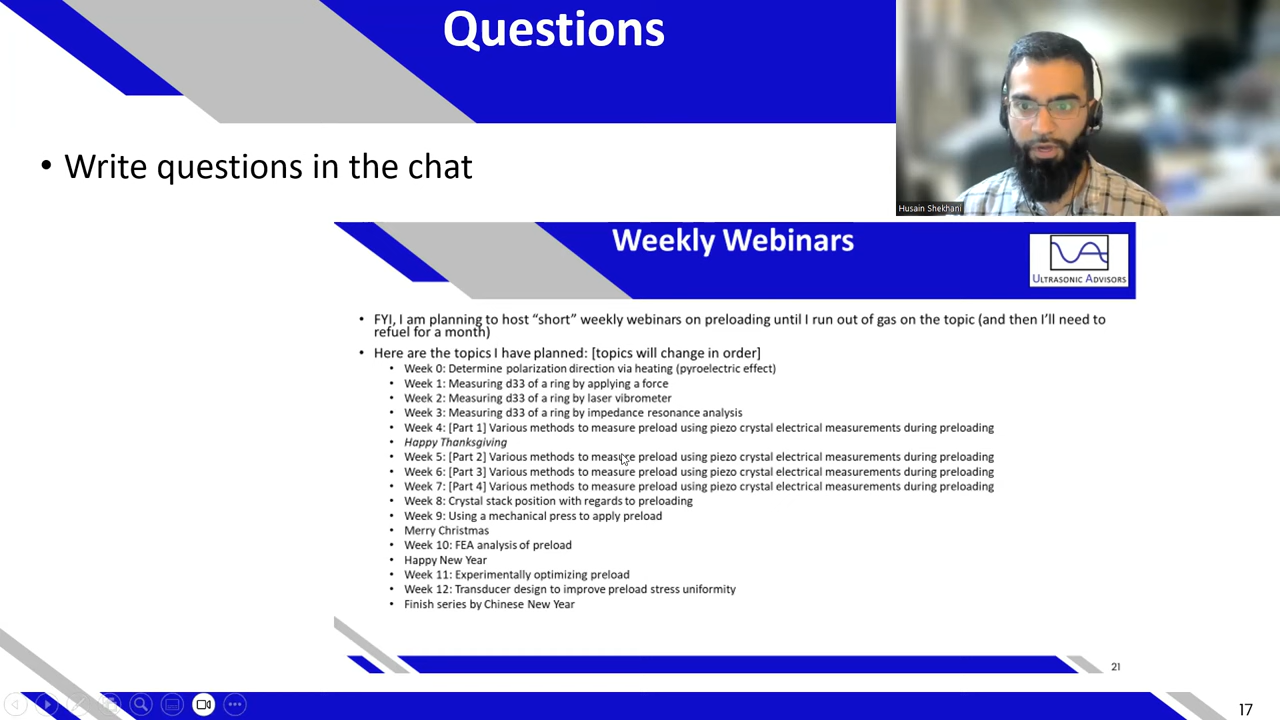 Questions
• Write questions in the chat
Husain Shekhani
Weekly Webinars
ULTRASONIC ADVISORS
• FYI, I am planning to host “short” weekly webinars on preloading until I run out of gas on the topic (and then I’ll need to
refuel for a month)
• Here are the topics I have planned: [topics will change in order]
• Week 0: Determine polarization direction via heating (pyroelectric effect)
• Week 1: Measuring d33 of a ring by applying a force
• Week 2: Measuring d33 of a ring by laser vibrometer
• Week 3: Measuring d33 of a ring by impedance resonance analysis
• Week 4: [Part 1] Various methods to measure preload using piezo crystal electrical measurements during preloading
• Happy Thanksgiving
• Week 5: [Part 2] Various methods to measure preload using piezo crystal electrical measurements during preloading
• Week 6: [Part 3] Various methods to measure preload using piezo crystal electrical measurements during preloading
• Week 7: [Part 4] Various methods to measure preload using piezo crystal electrical measurements during preloading
• Week 8: Crystal stack position with regards to preloading
• Week 9: Using a mechanical press to apply preload
• Merry Christmas
• Week 10: FEA analysis of preload
• Happy New Year
• Week 11: Experimentally optimizing preload
• Week 12: Transducer design to improve preload stress uniformity
• Finish series by Chinese New Year
21
17